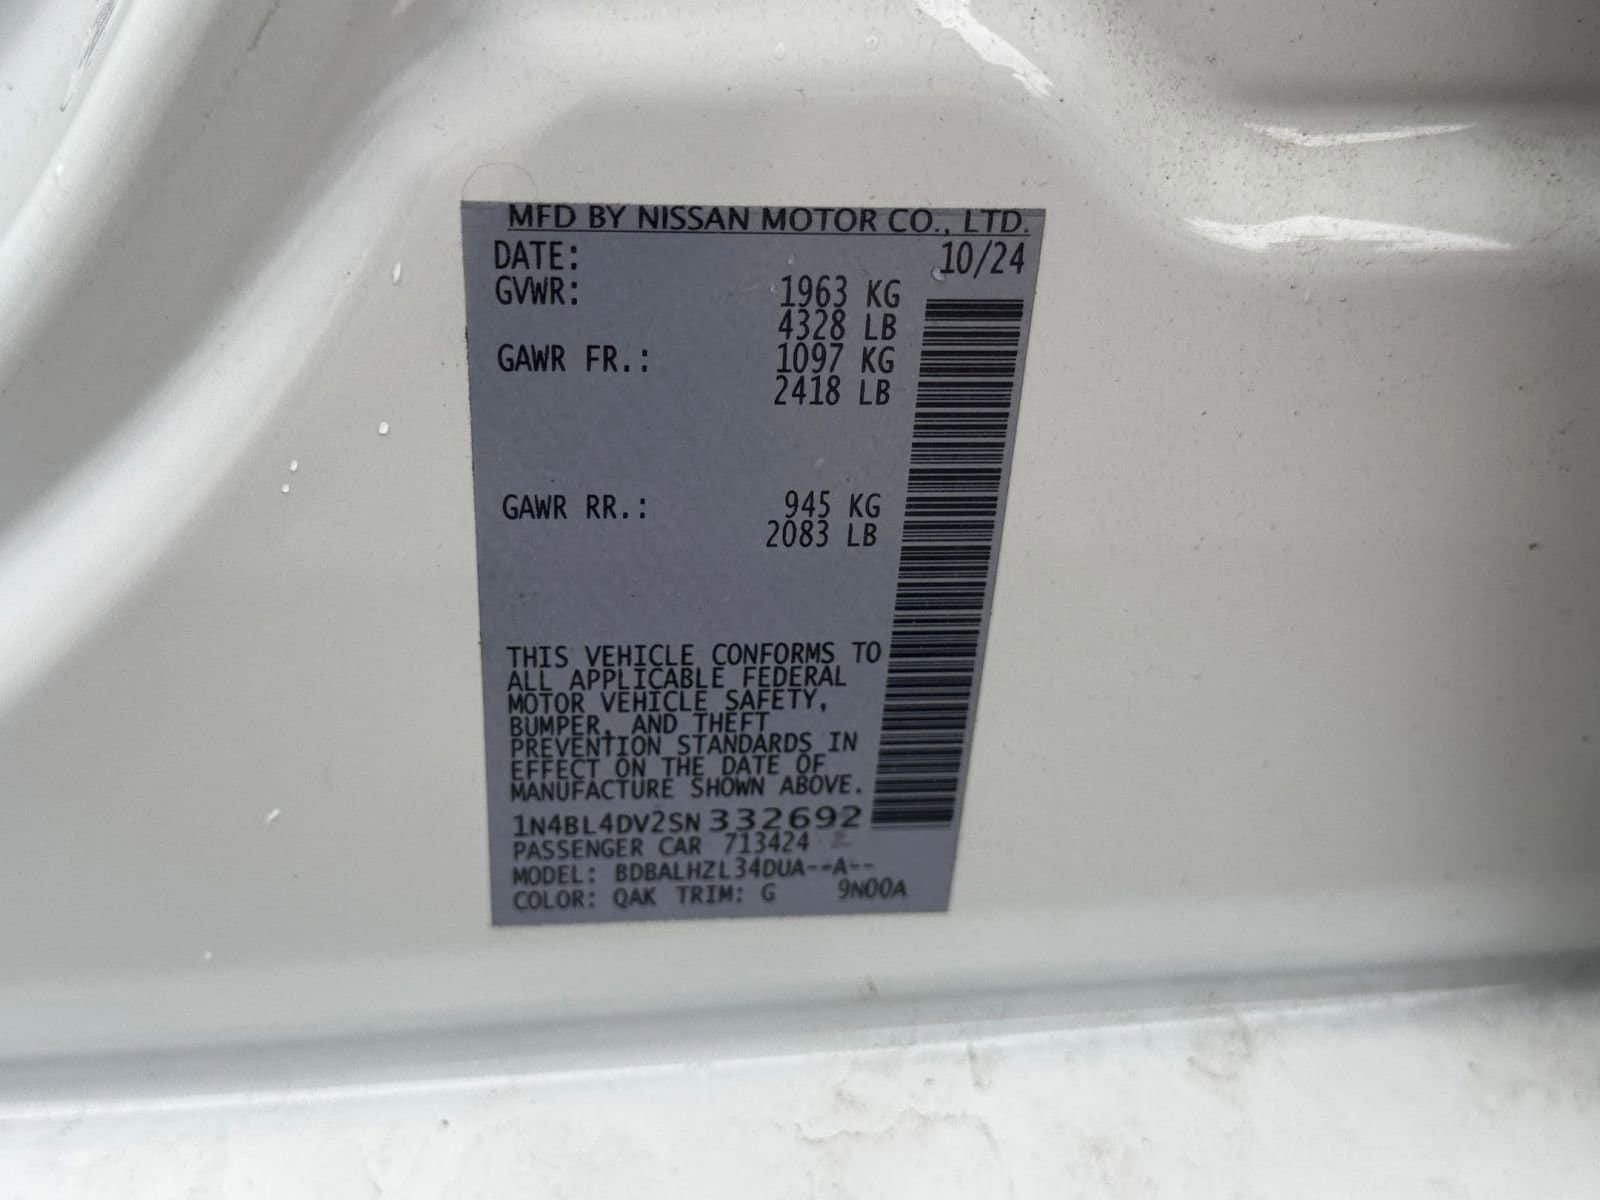 MFD BY NISSAN MOTOR CO., LTD.
DATE: 10/24
GVWR: 1963 KG
4328 LB
GAWR FR.: 1097 KG
2418 LB
GAWR RR.: 945 KG
2083 LB
THIS VEHICLE CONFORMS TO
ALL APPLICABLE FEDERAL
MOTOR VEHICLE SAFETY,
BUMPER, AND THEFT
PREVENTION STANDARDS IN
EFFECT ON THE DATE OF
MANUFACTURE SHOWN ABOVE.
1N4BL4DV2SN332692
PASSENGER CAR 713424
MODEL: BDBALHZL34DUA--A--
COLOR: QAK TRIM: G 9N00A